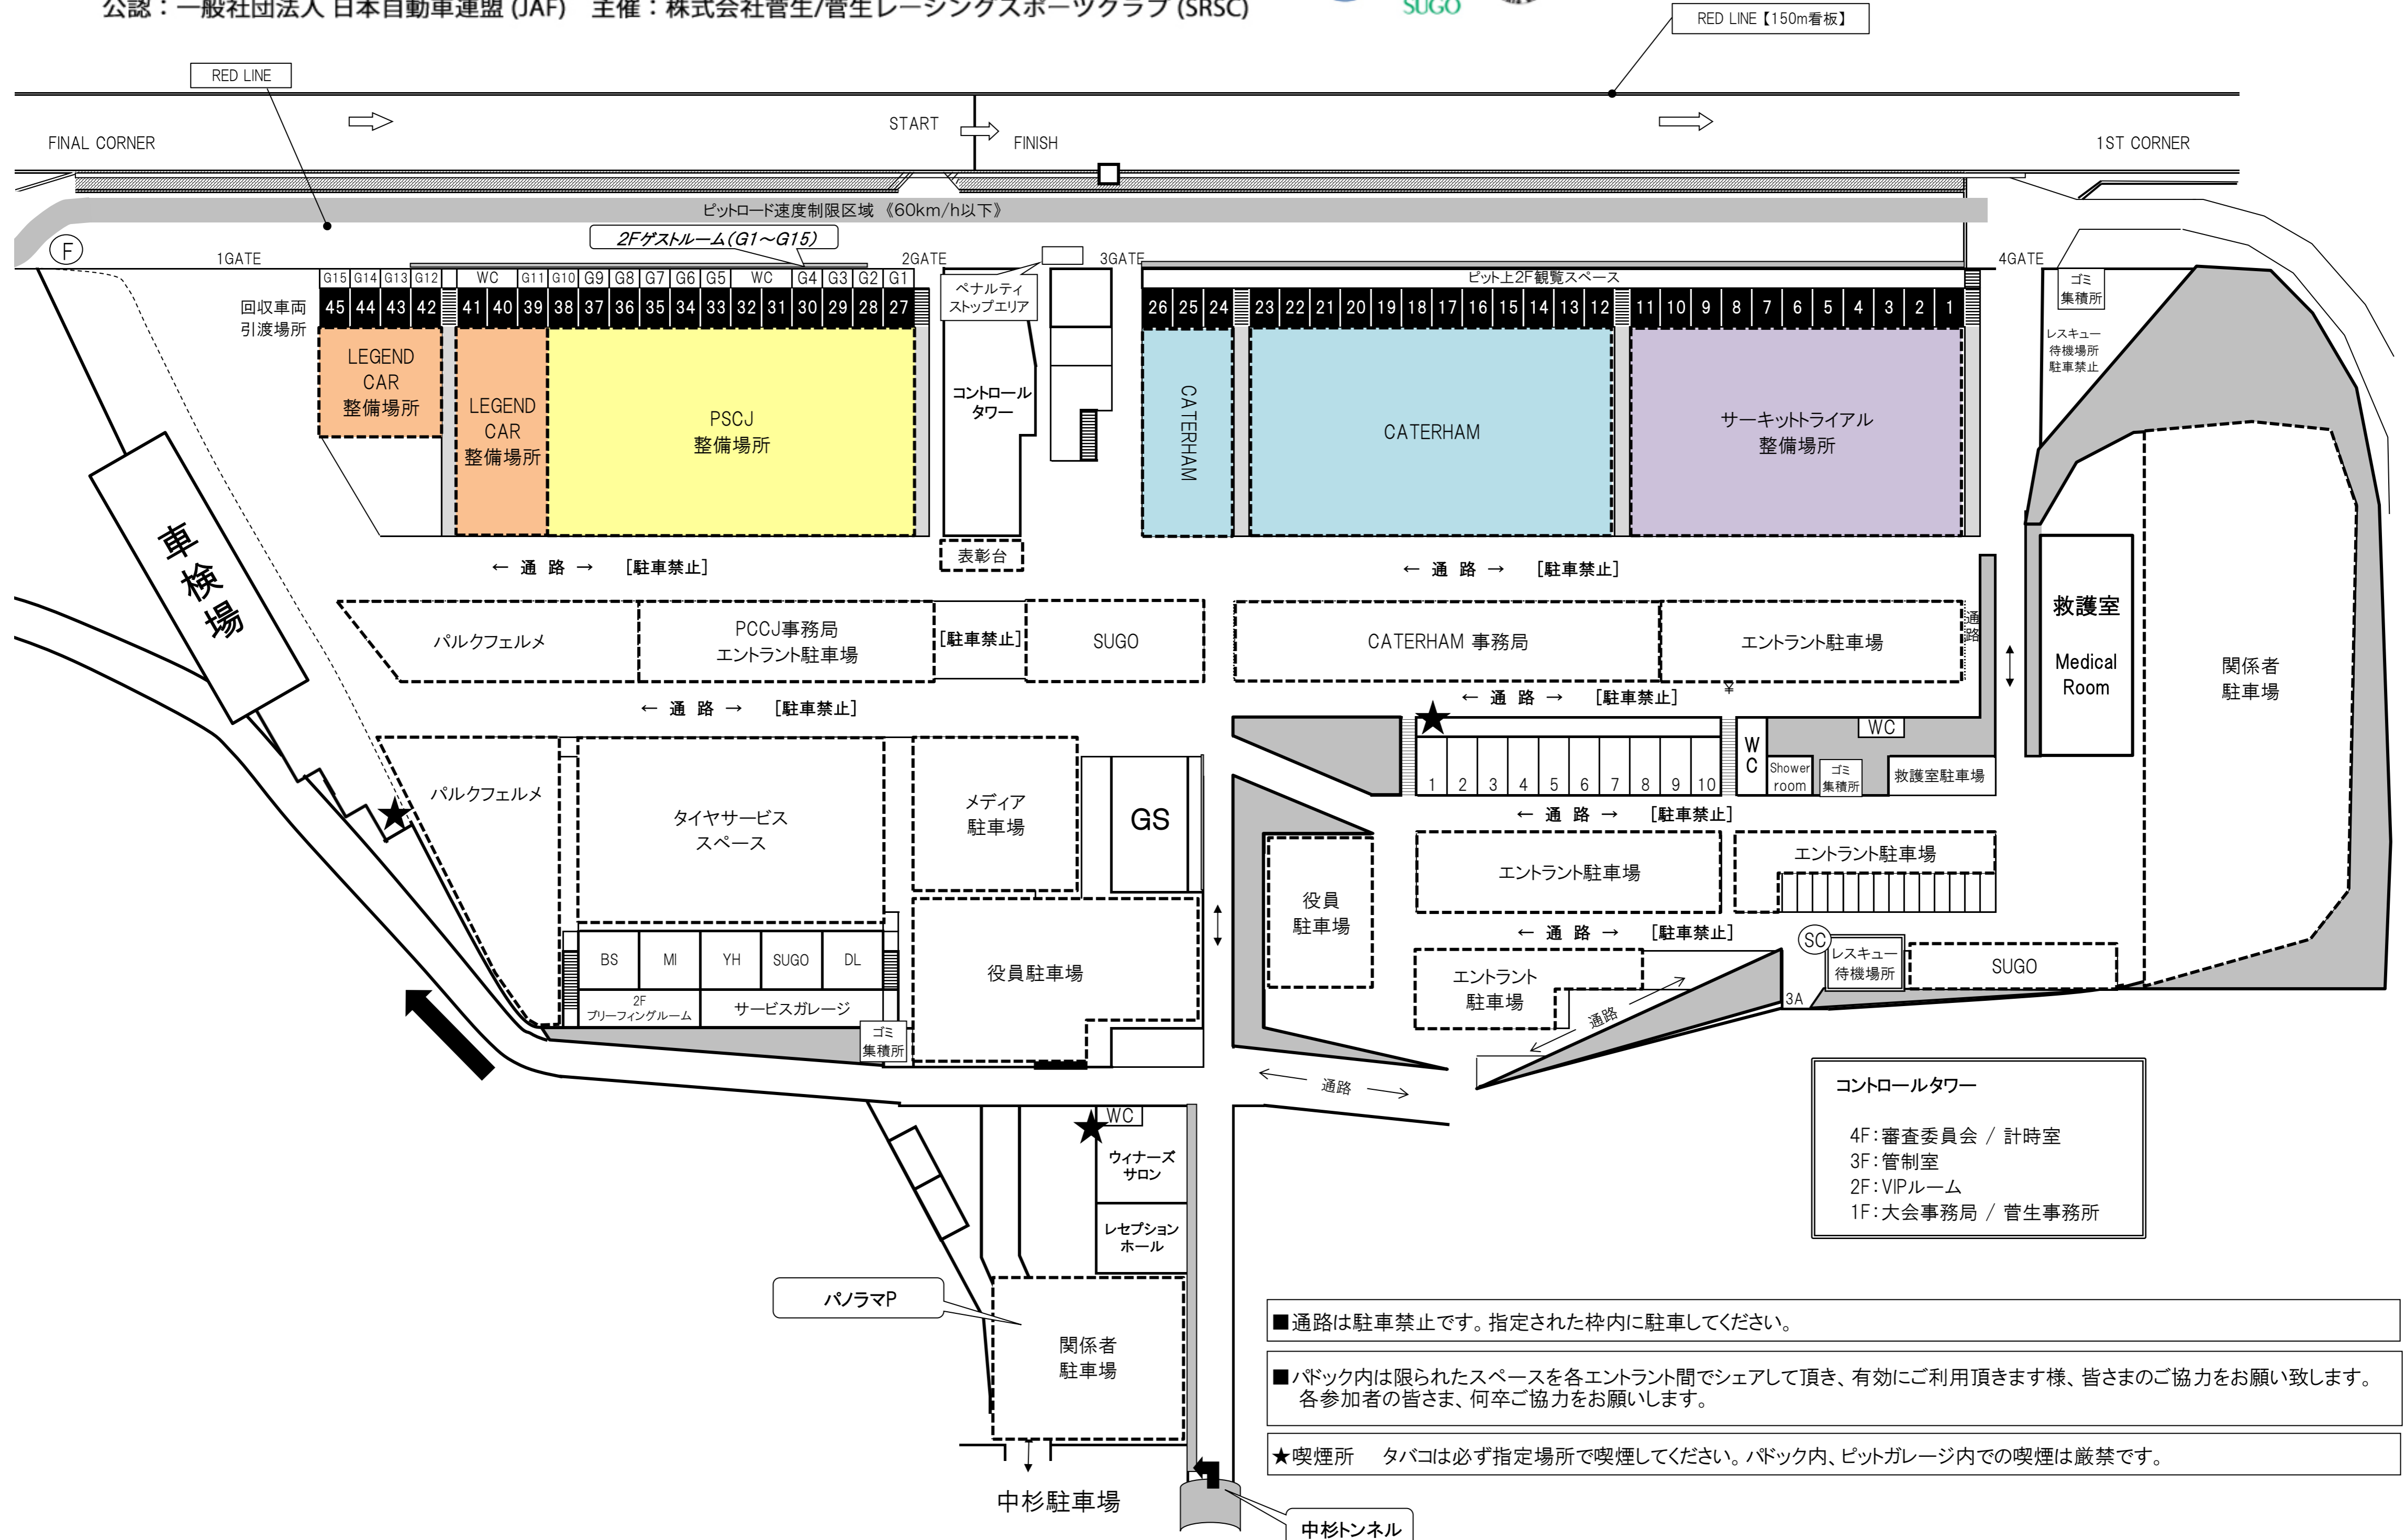 公認：一般社団法人 日本自動車連盟 (JAF)　主催：株式会社菅生/菅生レーシングスポーツクラブ (SRSC)
SUGO
RED LINE【150m看板】
RED LINE
FINAL CORNER
START
FINISH
1ST CORNER
ピットロード速度制限区域 《60km/h以下》
F
2Fゲストルーム(G1～G15)
1GATE
2GATE
3GATE
4GATE
G15 G14 G13 G12 WC G11 G10 G9 G8 G7 G6 G5 WC G4 G3 G2 G1
ペナルティ
ストップエリア
ピット上2F観覧スペース
ゴミ
集積所
回収車両
引渡場所
45 44 43 42 41 40 39 38 37 36 35 34 33 32 31 30 29 28 27
26 25 24 23 22 21 20 19 18 17 16 15 14 13 12 11 10 9 8 7 6 5 4 3 2 1
レスキュー
待機場所
駐車禁止
LEGEND
CAR
整備場所
LEGEND
CAR
整備場所
PSCJ
整備場所
コントロール
タワー
CATERHAM
CATERHAM
サーキットトライアル
整備場所
車検場
表彰台
← 通 路 →　[駐車禁止]
← 通 路 →　[駐車禁止]
パルクフェルメ
PCCJ事務局
エントラント駐車場
[駐車禁止]
SUGO
CATERHAM 事務局
エントラント駐車場
通路
救護室
Medical
Room
関係者
駐車場
← 通 路 →　[駐車禁止]
← 通 路 →　[駐車禁止]
¥
パルクフェルメ
タイヤサービス
スペース
メディア
駐車場
GS
1 2 3 4 5 6 7 8 9 10
WC
Shower
room
ゴミ
集積所
WC
救護室駐車場
← 通 路 →　[駐車禁止]
役員
駐車場
エントラント駐車場
エントラント駐車場
← 通 路 →　[駐車禁止]
BS MI YH SUGO DL
2F
ブリーフィングルーム
サービスガレージ
ゴミ
集積所
役員駐車場
エントラント
駐車場
SC
レスキュー
待機場所
SUGO
3A
通路
通路
コントロールタワー
4F：審査委員会 / 計時室
3F：管制室
2F：VIPルーム
1F：大会事務局 / 菅生事務所
WC
ウィナーズ
サロン
レセプション
ホール
パノラマP
関係者
駐車場
中杉駐車場
中杉トンネル
■通路は駐車禁止です。指定された枠内に駐車してください。
■パドック内は限られたスペースを各エントラント間でシェアして頂き、有効にご利用頂きます様、皆さまのご協力をお願い致します。
各参加者の皆さま、何卒ご協力をお願いします。
★喫煙所　タバコは必ず指定場所で喫煙してください。パドック内、ピットガレージ内での喫煙は厳禁です。